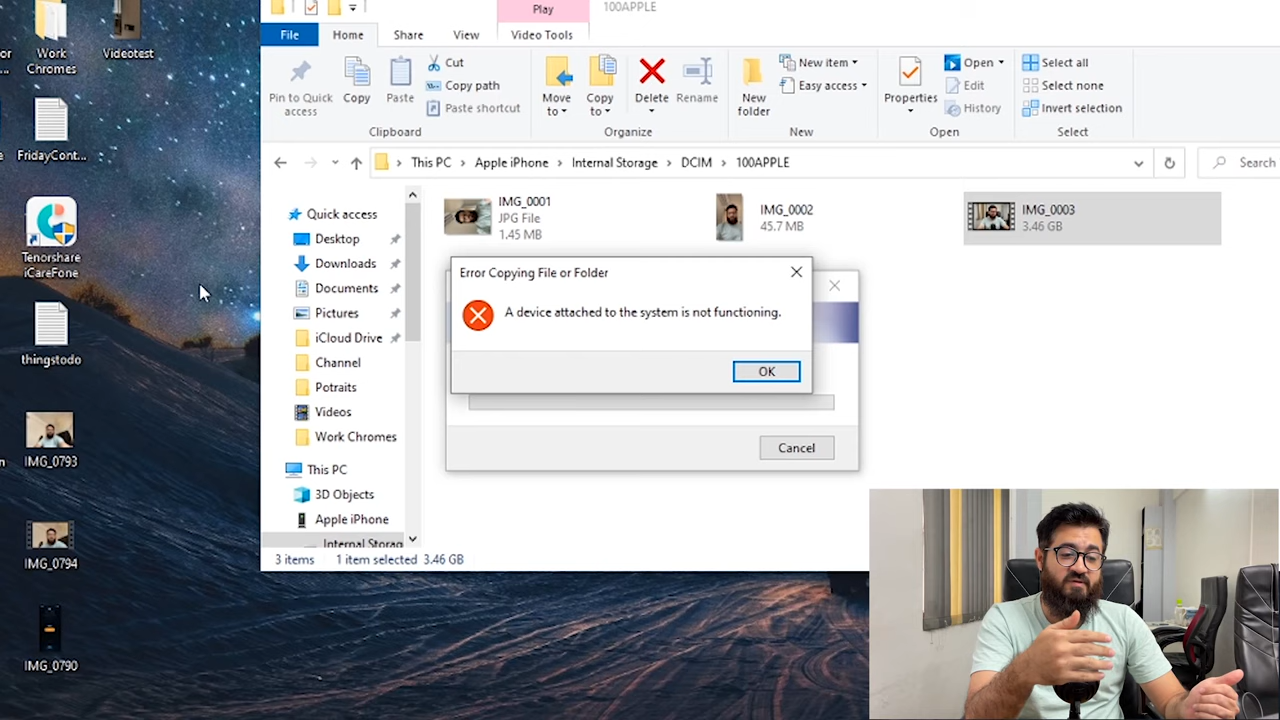 Work
Chromes
Videotest
FridayCont...
Tenorshare
iCareFone
thingstodo
IMG_0793
IMG_0794
IMG_0790
Play
100APPLE
File
Home
Share
View
Video Tools
Pin to Quick
access
Copy
Paste
Cut
Copy path
Paste shortcut
Clipboard
Move
to
Copy
to
Delete
Rename
Organize
New
folder
New item
Easy access
New
Properties
Open
Edit
History
Open
Select all
Select none
Invert selection
Select
This PC > Apple iPhone > Internal Storage > DCIM > 100APPLE
Search
Quick access
Desktop
Downloads
Documents
Pictures
iCloud Drive
Channel
Potraits
Videos
Work Chromes
This PC
3D Objects
Apple iPhone
Internal Storag
IMG_0001
JPG File
1.45 MB
IMG_0002
45.7 MB
IMG_0003
3.46 GB
Error Copying File or Folder
A device attached to the system is not functioning.
OK
Cancel
3 items 1 item selected 3.46 GB